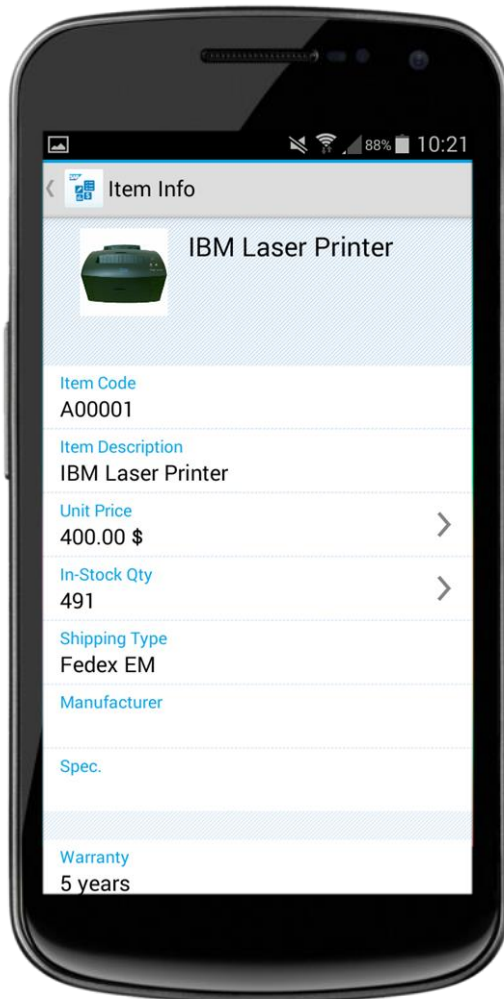 88% 10:21
SAP
Item Info
IBM Laser Printer
Item Code
A00001
Item Description
IBM Laser Printer
Unit Price
400.00 $
In-Stock Qty
491
Shipping Type
Fedex EM
Manufacturer
Spec.
Warranty
5 years